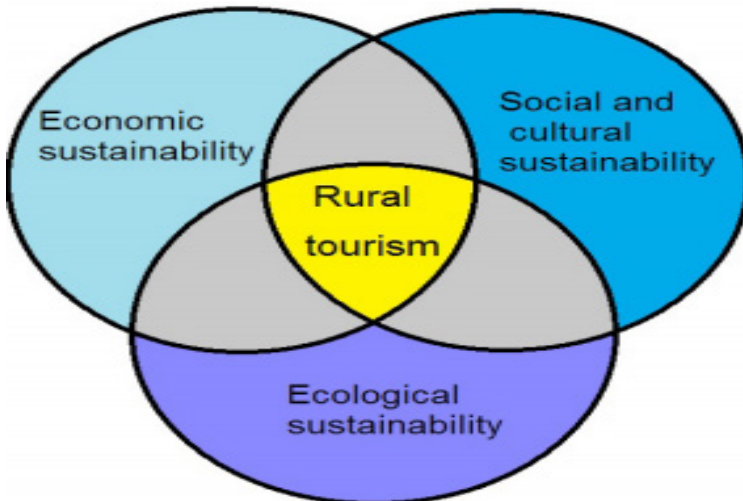 Economic
sustainability
Social and
cultural
sustainability
Rural
tourism
Ecological
sustainability